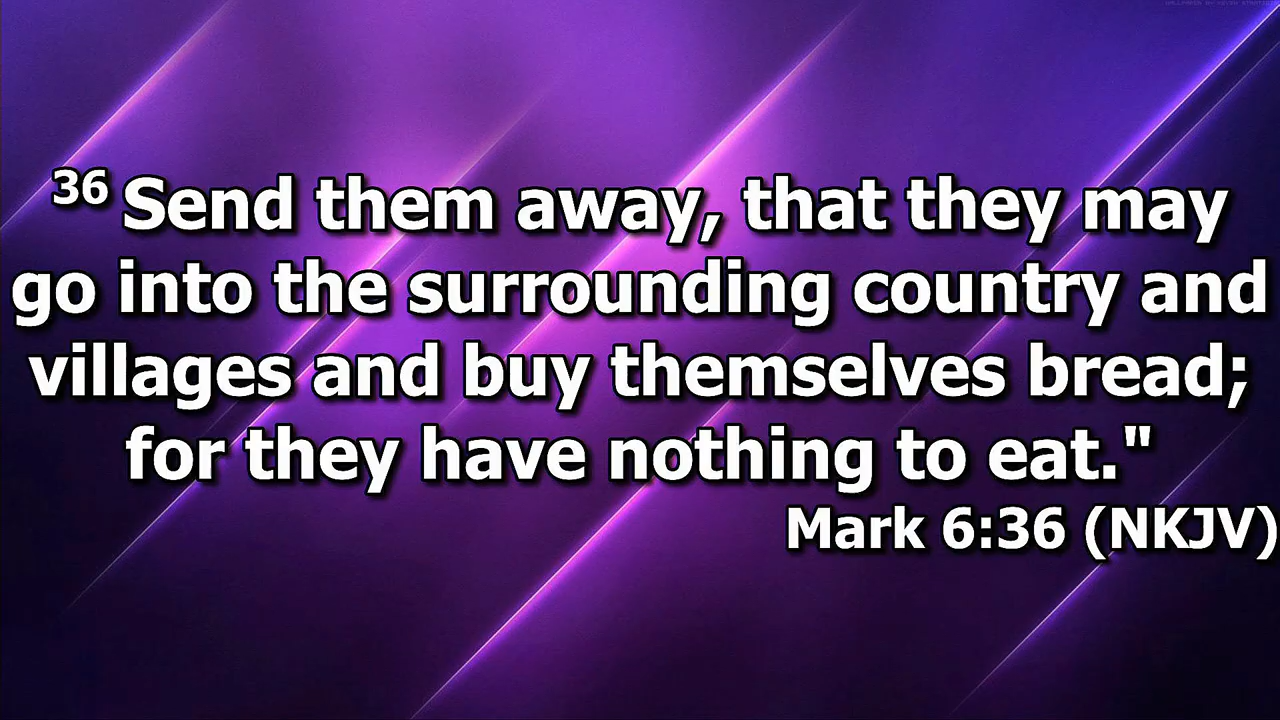 36 Send them away, that they may
go into the surrounding country and
villages and buy themselves bread;
for they have nothing to eat."
Mark 6:36 (NKJV)